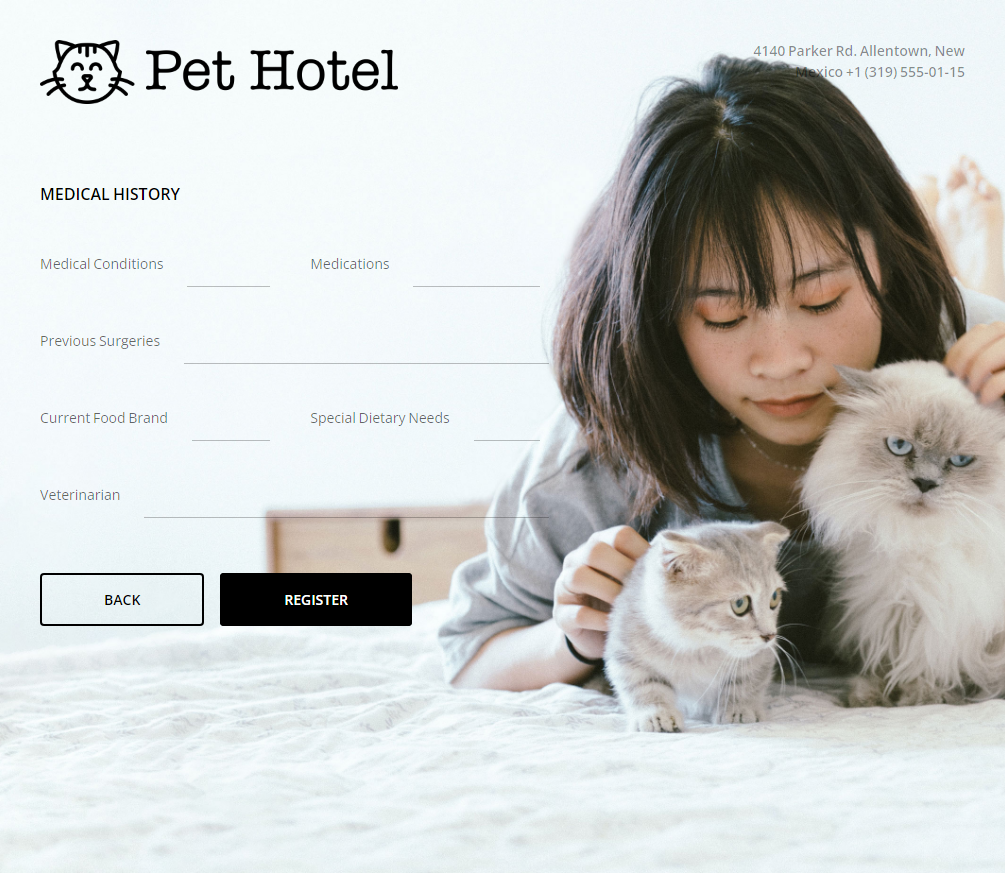 Pet Hotel
4140 Parker Rd. Allentown, New
Mexico +1 (319) 555-01-15
MEDICAL HISTORY
Medical Conditions
Medications
Previous Surgeries
Current Food Brand
Special Dietary Needs
Veterinarian
BACK
REGISTER